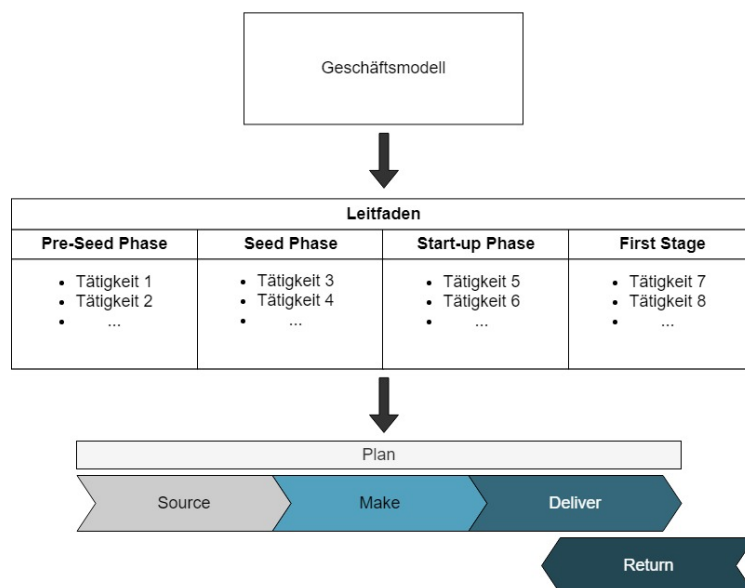 Geschäftsmodell
Leitfaden
Pre-Seed Phase
Seed Phase
Start-up Phase
First Stage
• Tätigkeit 1
• Tätigkeit 2
• ...
• Tätigkeit 3
• Tätigkeit 4
• ...
• Tätigkeit 5
• Tätigkeit 6
• ...
• Tätigkeit 7
• Tätigkeit 8
• ...
Plan
Source
Make
Deliver
Return